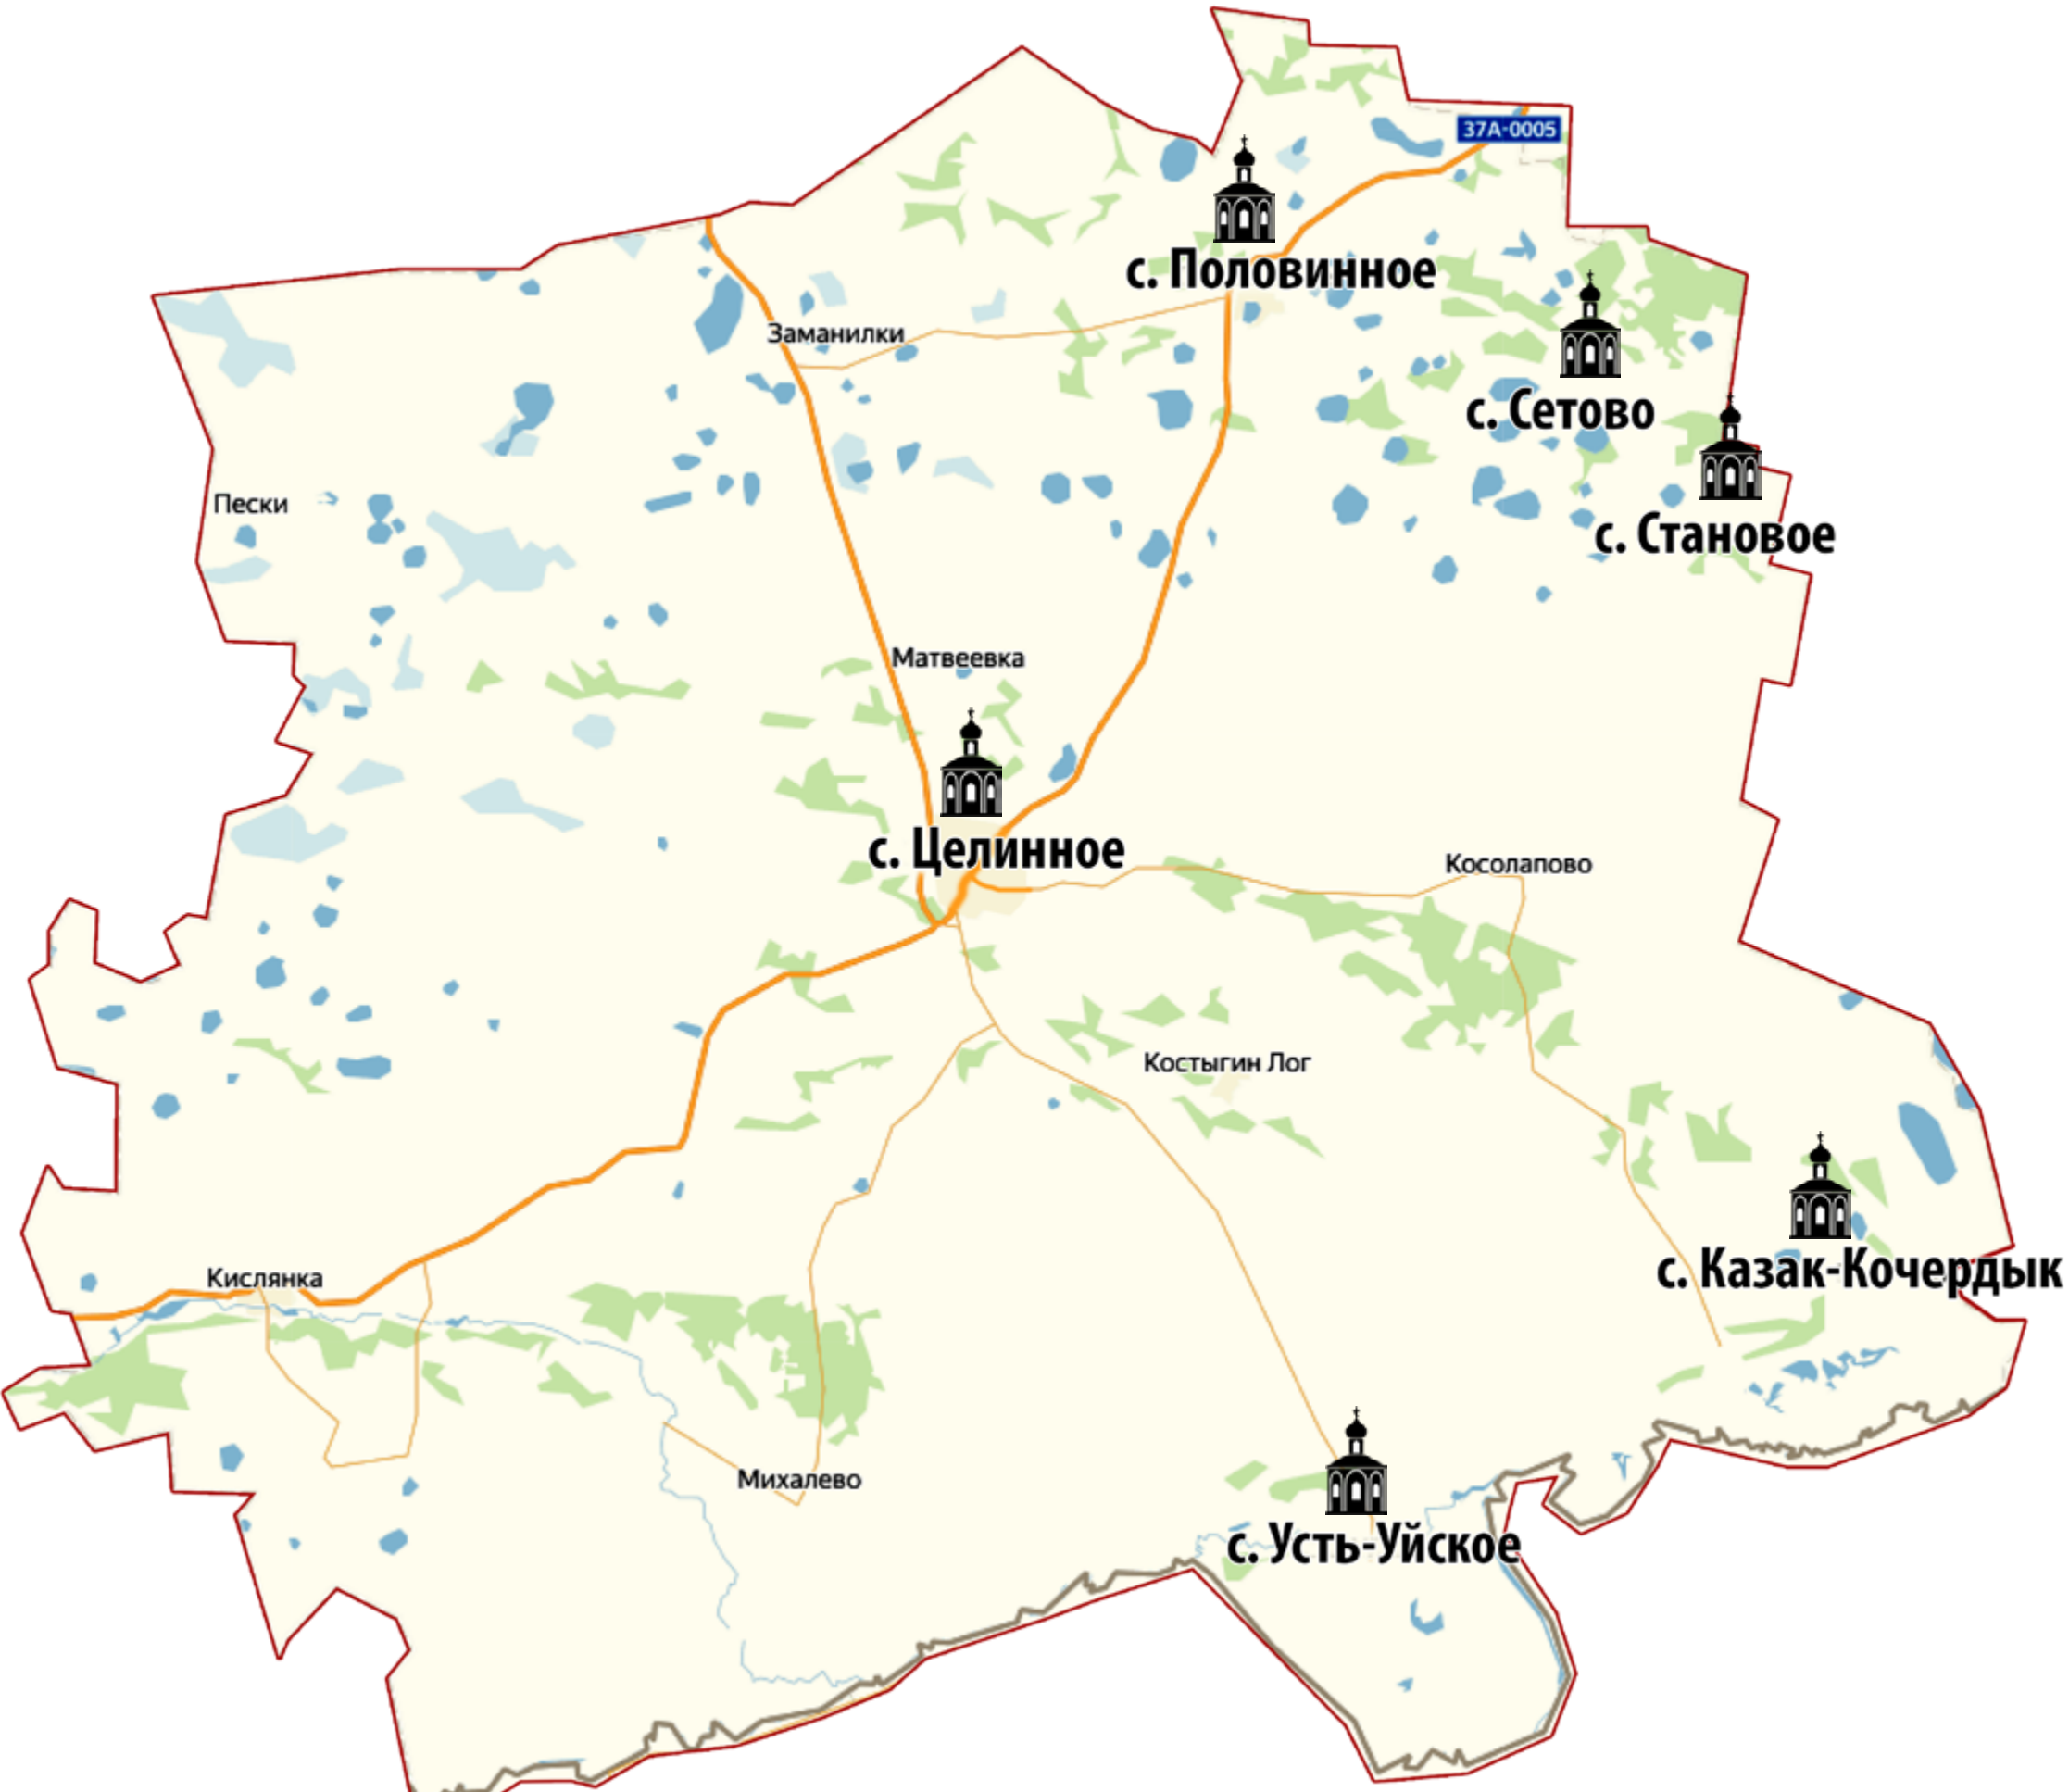 37А-0005
с. Половинное
Заманилки
с. Сетово
Пески
с. Становое
Матвеевка
с. Целинное
Косолапово
Костыгин Лог
с. Казак-Кочердык
Кислянка
Михалево
с. Усть-Уйское